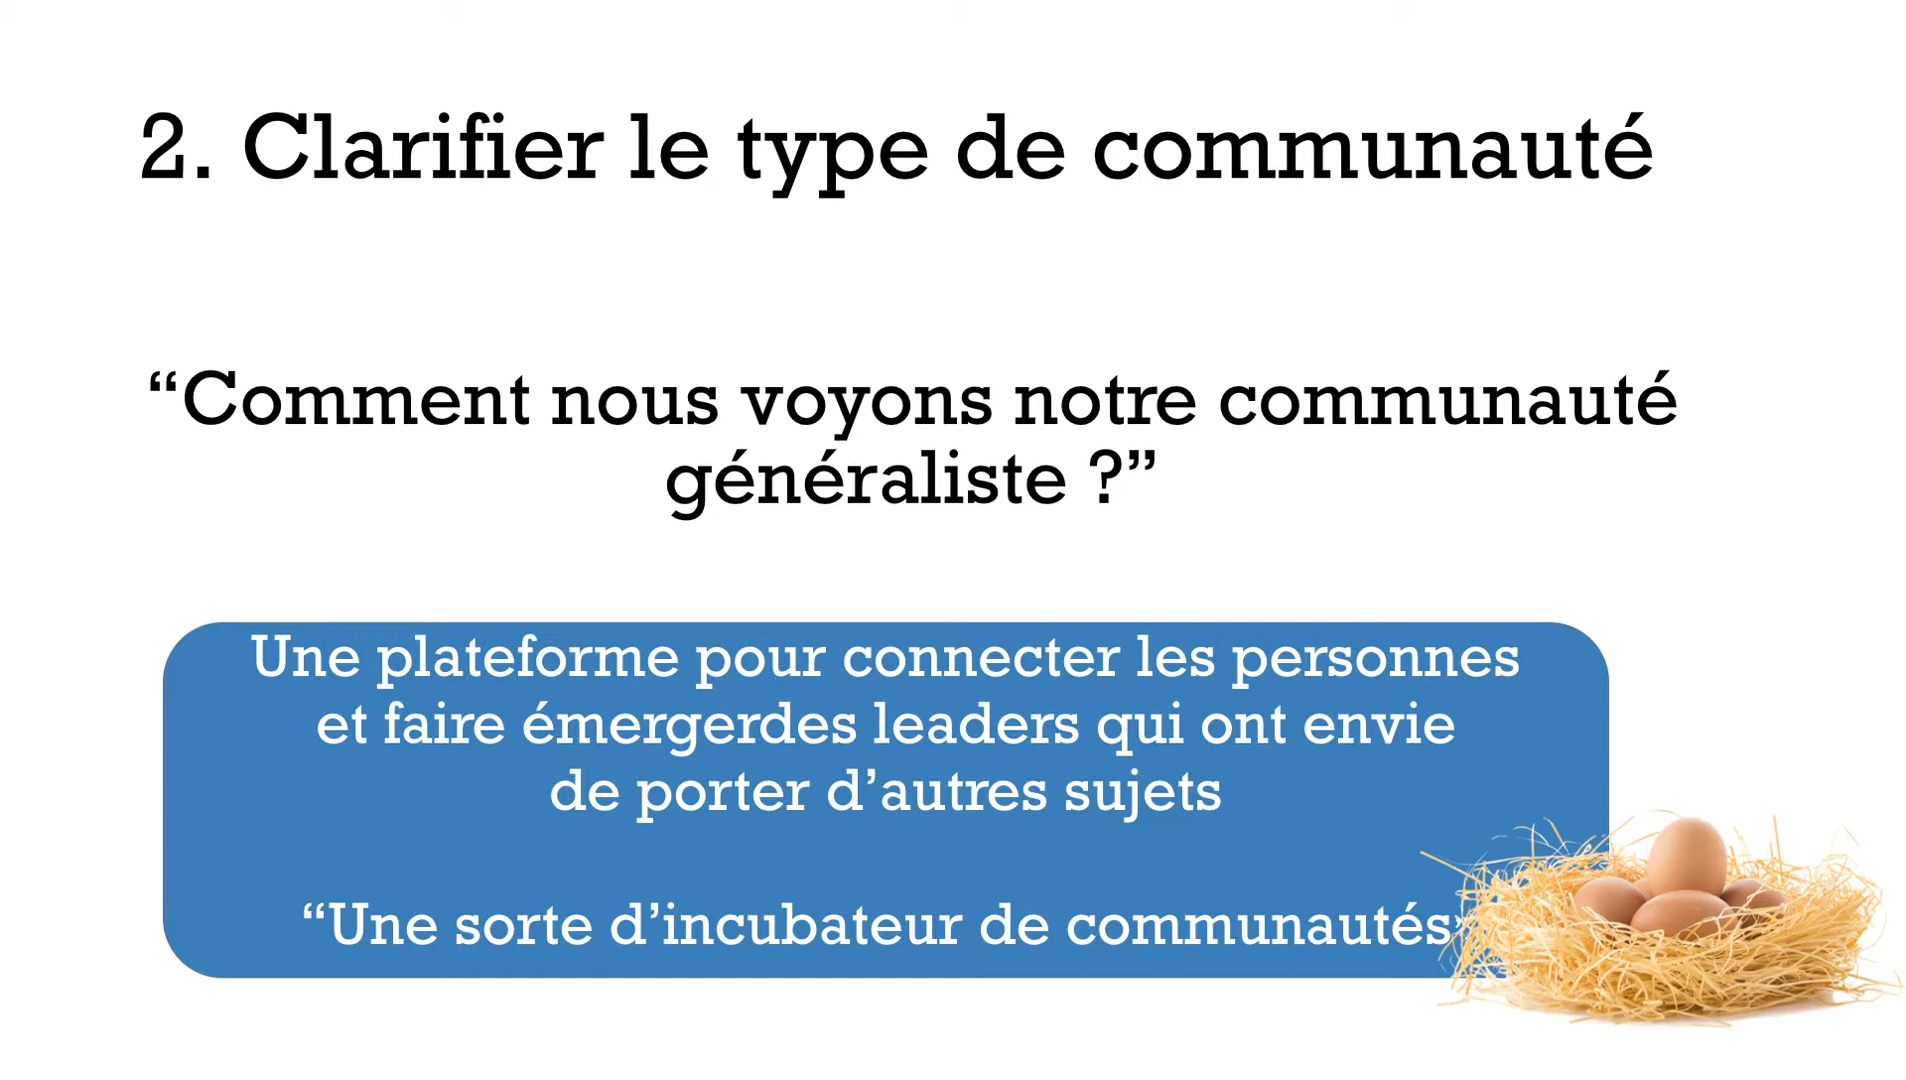 2. Clarifier le type de communauté
“Comment nous voyons notre communauté
généraliste ?”
Une plateforme pour connecter les personnes
et faire émergerdes leaders qui ont envie
de porter d’autres sujets
“Une sorte d’incubateur de communautés”